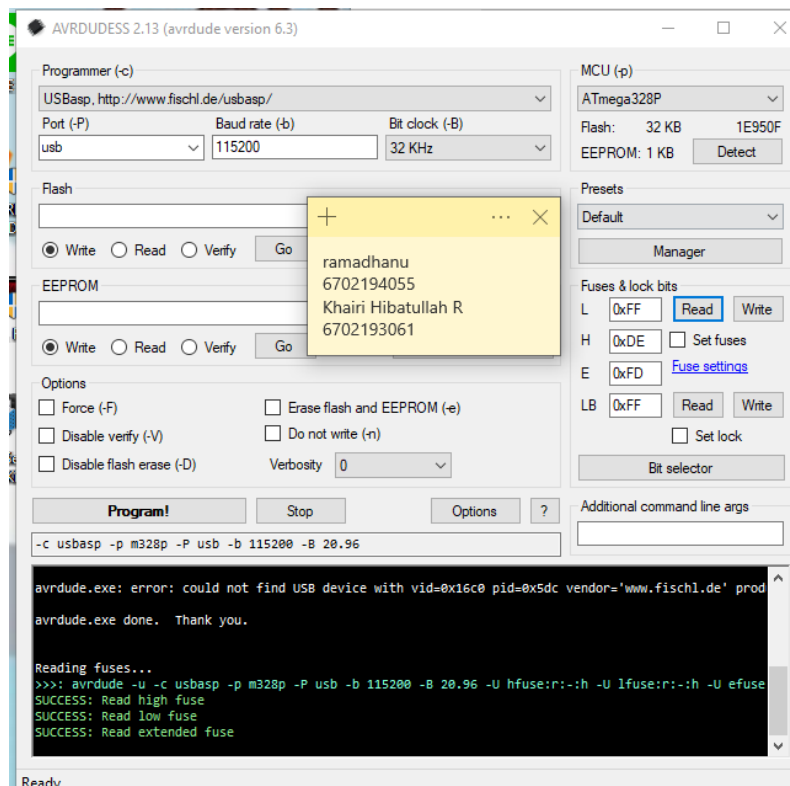 AVRDUDESS 2.13 (avrdude version 6.3)
Programmer (-c)
USBasp, http://www.fischl.de/usbasp/
Port (-P) Baud rate (-b) Bit clock (-B)
usb 115200 32 KHz
MCU (-p)
ATmega328P
Flash: 32 KB 1E950F
EEPROM: 1 KB Detect
Flash
Write Read Verify Go
Presets
Default
Manager
ramadhanu
6702194055
Khairi Hibatullah R
6702193061
EEPROM
Write Read Verify Go
Fuses & lock bits
L 0xFF Read Write
H 0xDE Set fuses
E 0xFD Fuse settings
LB 0xFF Read Write
Set lock
Bit selector
Options
Force (-F) Erase flash and EEPROM (-e)
Disable verify (-V) Do not write (-n)
Disable flash erase (-D) Verbosity 0
Program! Stop Options ?
Additional command line args
-c usbasp -p m328p -P usb -b 115200 -B 20.96
avrdude.exe: error: could not find USB device with vid=0x16c0 pid=0x5dc vendor='www.fischl.de' prod
avrdude.exe done. Thank you.
Reading fuses...
>>>: avrdude -u -c usbasp -p m328p -P usb -b 115200 -B 20.96 -U hfuse:r:-:h -U lfuse:r:-:h -U efuse
SUCCESS: Read high fuse
SUCCESS: Read low fuse
SUCCESS: Read extended fuse
Ready